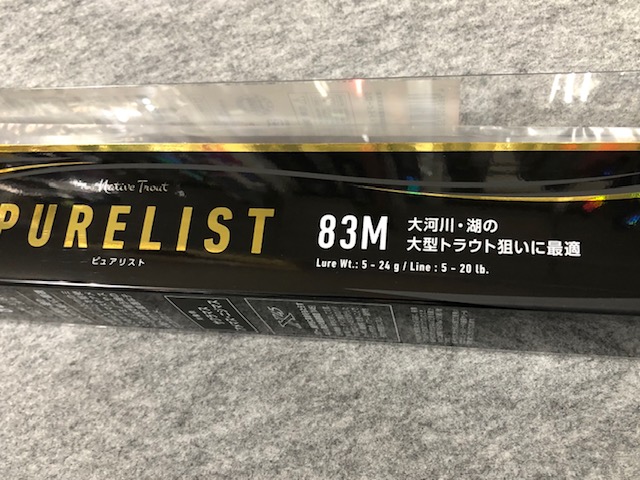 Native Trout
PURELIST
ピュアリスト
83M
大河川・湖の
大型トラウト狙いに最適
Lure Wt.: 5 - 24 g / Line : 5 - 20 lb.